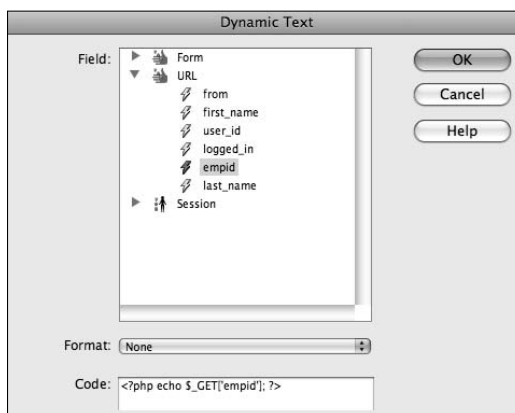 Dynamic Text
Field:
Form
URL
from
first_name
user_id
logged_in
empid
last_name
Session
OK
Cancel
Help
Format: None
Code: <?php echo $_GET['empid']; ?>